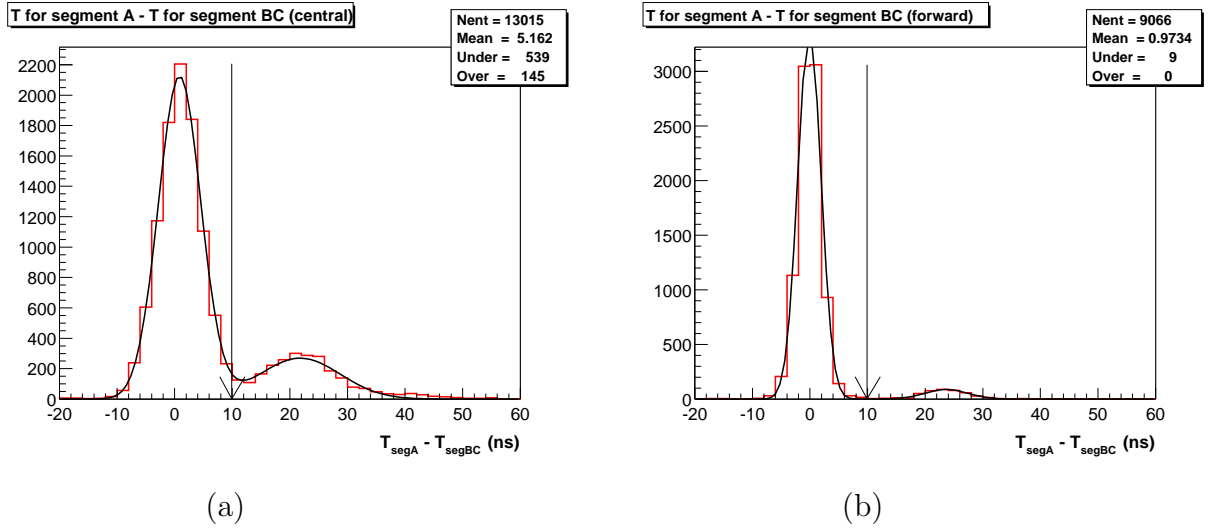 T for segment A - T for segment BC (central)
Nent = 13015
Mean = 5.162
Under = 539
Over = 145
2200
2000
1800
1600
1400
1200
1000
800
600
400
200
0
-20 -10 0 10 20 30 40 50 60
T_segA - T_segBC (ns)
(a)
T for segment A - T for segment BC (forward)
Nent = 9066
Mean = 0.9734
Under = 9
Over = 0
3000
2500
2000
1500
1000
500
0
-20 -10 0 10 20 30 40 50 60
T_segA - T_segBC (ns)
(b)